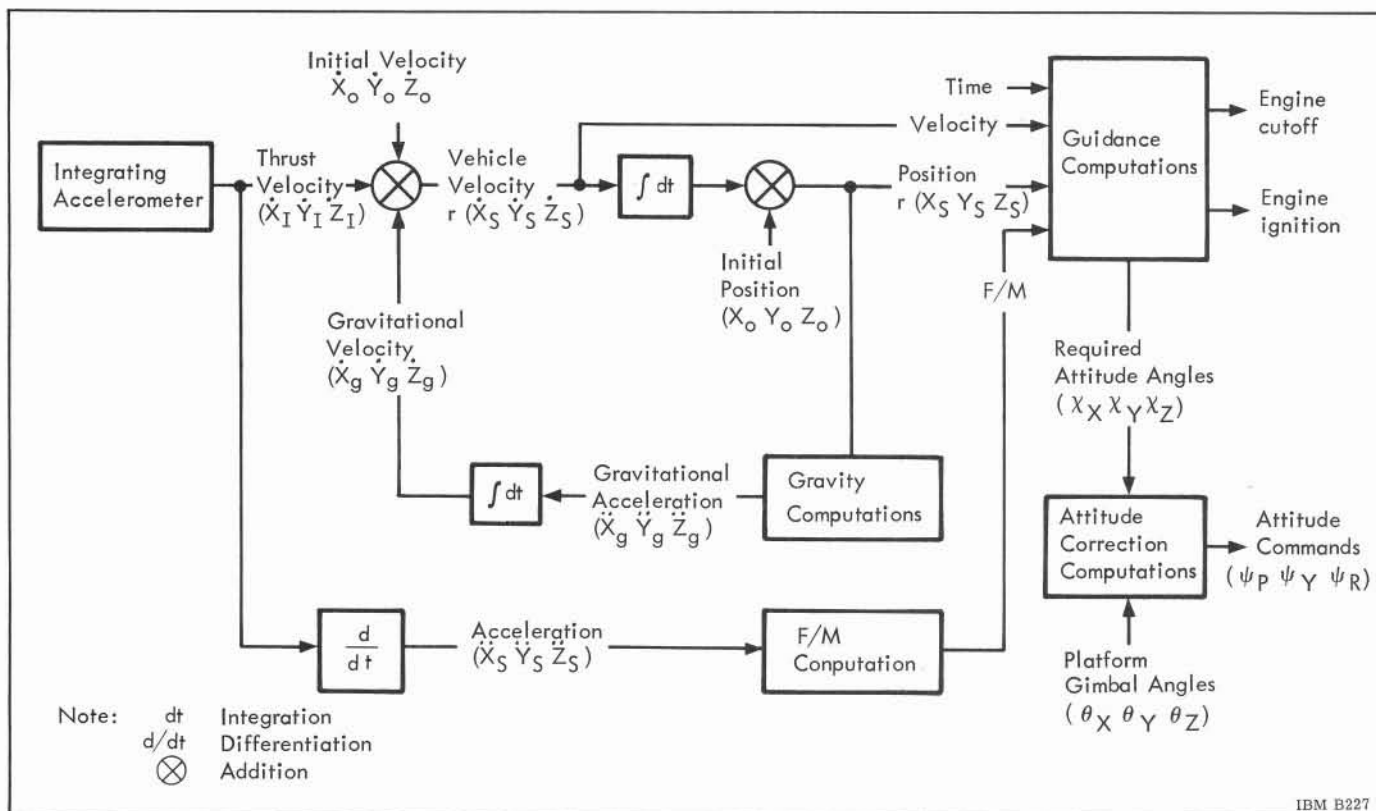 Initial Velocity
Ẋo Ẏo Żo
Time
Velocity
Guidance
Computations
Engine
cutoff
Engine
ignition
Integrating
Accelerometer
Thrust
Velocity
(ẊI ẎI ŻI)
Vehicle
Velocity
r (ẊS ẎS ŻS)
∫ dt
Position
r (XS YS ZS)
Initial
Position
(Xo Yo Zo)
F/M
Gravitational
Velocity
(Ẋg Ẏg Żg)
Required
Attitude Angles
( χX χY χZ)
∫ dt
Gravitational
Acceleration
(Ẍg Ÿg Z̈g)
Gravity
Computations
Attitude
Correction
Computations
Attitude
Commands
(ψP ψY ψR)
d
dt
Acceleration
(ẌS ŸS Z̈S)
F/M
Conputation
Platform
Gimbal Angles
( θX θY θZ)
Note: dt Integration
d/dt Differentiation
⊗ Addition
IBM B227